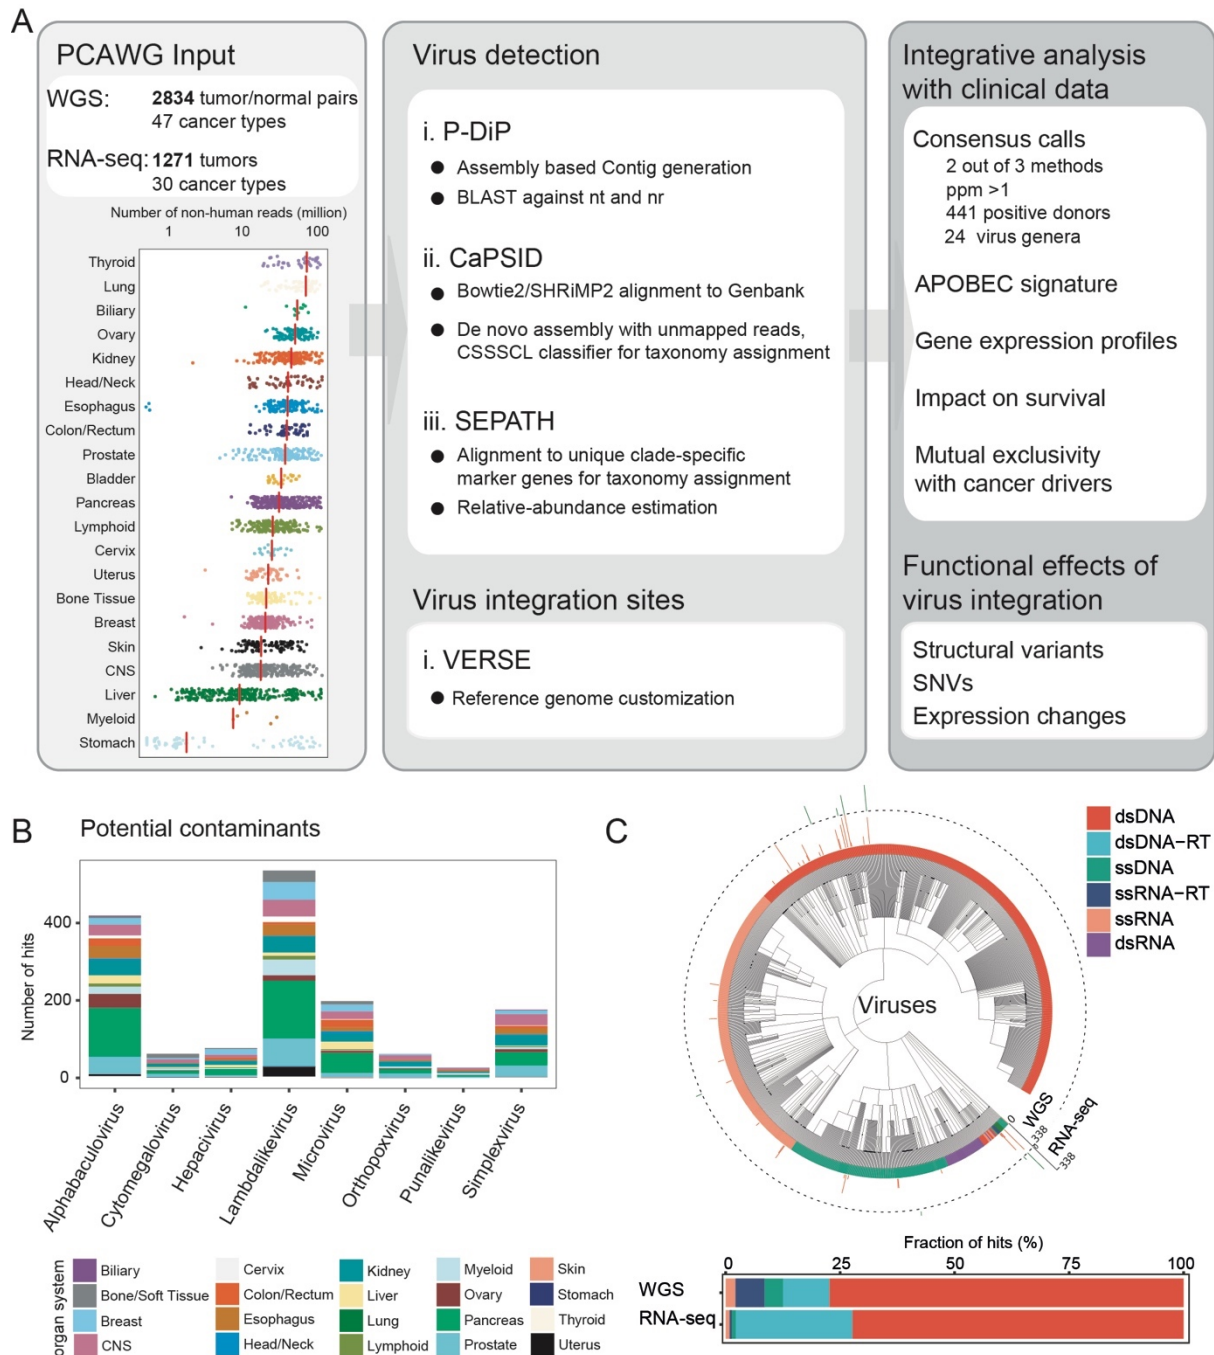 A
PCAWG Input
WGS: 2834 tumor/normal pairs
47 cancer types
RNA-seq: 1271 tumors
30 cancer types
Number of non-human reads (million)
1 10 100
Thyroid
Lung
Biliary
Ovary
Kidney
Head/Neck
Esophagus
Colon/Rectum
Prostate
Bladder
Pancreas
Lymphoid
Cervix
Uterus
Bone Tissue
Breast
Skin
CNS
Liver
Myeloid
Stomach
Virus detection
i. P-DiP
● Assembly based Contig generation
● BLAST against nt and nr
ii. CaPSID
● Bowtie2/SHRiMP2 alignment to Genbank
● De novo assembly with unmapped reads,
CSSSCL classifier for taxonomy assignment
iii. SEPATH
● Alignment to unique clade-specific
marker genes for taxonomy assignment
● Relative-abundance estimation
Virus integration sites
i. VERSE
● Reference genome customization
Integrative analysis
with clinical data
Consensus calls
2 out of 3 methods
ppm >1
441 positive donors
24 virus genera
APOBEC signature
Gene expression profiles
Impact on survival
Mutual exclusivity
with cancer drivers
Functional effects of
virus integration
Structural variants
SNVs
Expression changes
B
Potential contaminants
Number of hits
400
200
0
Alphabaculovirus
Cytomegalovirus
Hepacivirus
Lambdalikevirus
Microvirus
Orthopoxvirus
Punalikevirus
Simplexvirus
organ system
Biliary
Bone/Soft Tissue
Breast
CNS
Cervix
Colon/Rectum
Esophagus
Head/Neck
Kidney
Liver
Lung
Lymphoid
Myeloid
Ovary
Pancreas
Prostate
Skin
Stomach
Thyroid
Uterus
C
dsDNA
dsDNA-RT
ssDNA
ssRNA-RT
ssRNA
dsRNA
Viruses
WGS
RNA-seq
0
338
0
338
Fraction of hits (%)
0 25 50 75 100
WGS
RNA-seq